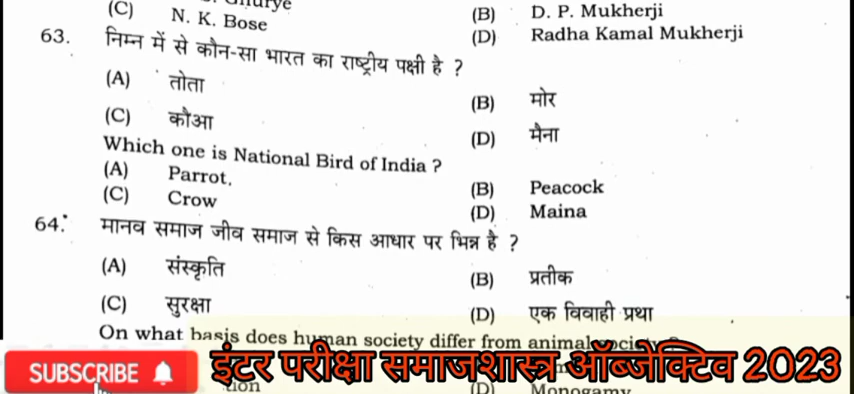 (C) N. K. Bose
(B) D. P. Mukherji
(D) Radha Kamal Mukherji
63. निम्न में से कौन-सा भारत का राष्ट्रीय पक्षी है ?
(A) तोता
(B) मोर
(C) कौआ
(D) मैना
Which one is National Bird of India ?
(A) Parrot.
(B) Peacock
(C) Crow
(D) Maina
64. मानव समाज जीव समाज से किस आधार पर भिन्न है ?
(A) संस्कृति
(B) प्रतीक
(C) सुरक्षा
(D) एक विवाही प्रथा
On what basis does human society differ from animal society ?
SUBSCRIBE
इंटर परीक्षा समाजशास्त्र ऑब्जेक्टिव 2023
(D) Monogamy